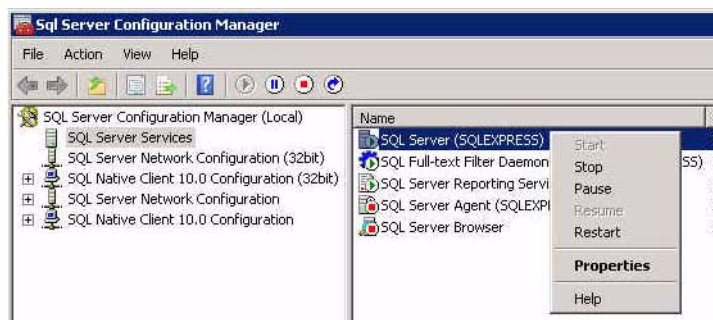 Sql Server Configuration Manager
File Action View Help
SQL Server Configuration Manager (Local)
SQL Server Services
SQL Server Network Configuration (32bit)
SQL Native Client 10.0 Configuration (32bit)
SQL Server Network Configuration
SQL Native Client 10.0 Configuration
Name
SQL Server (SQLEXPRESS)
SQL Full-text Filter Daemon SS)
SQL Server Reporting Servi
SQL Server Agent (SQLEXP
SQL Server Browser
Start
Stop
Pause
Resume
Restart
Properties
Help